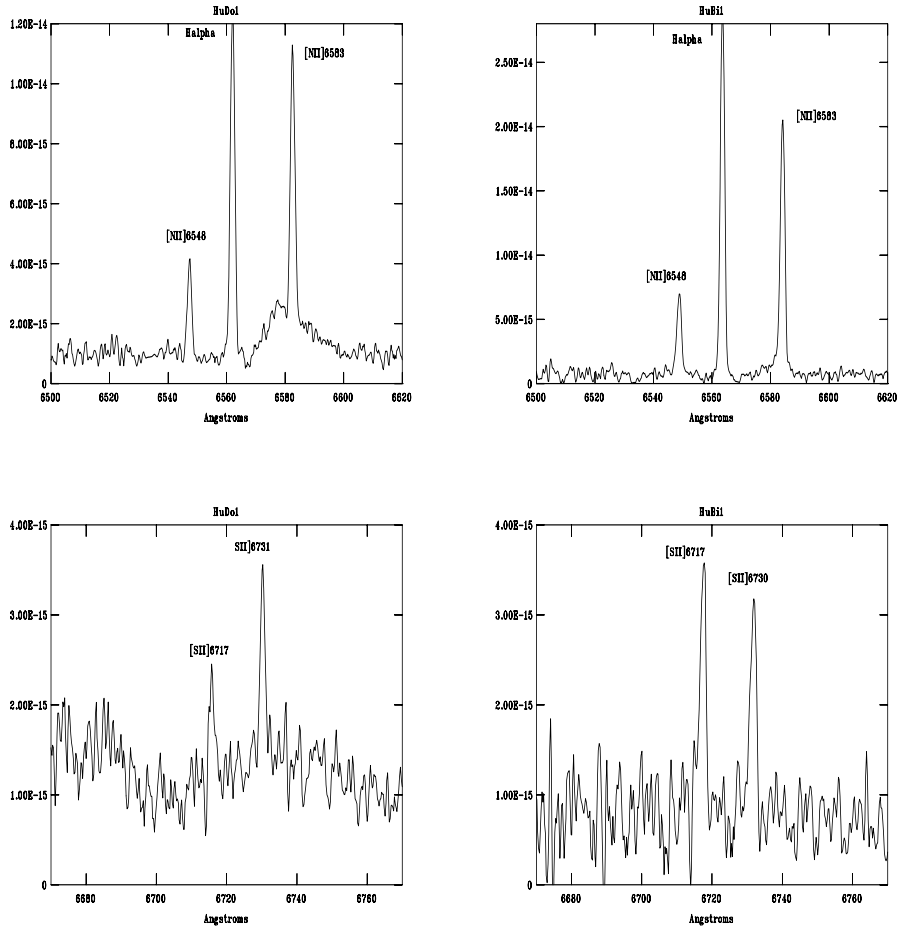 HuDo1
1.20E-14
Halpha
[NII]6583
1.00E-14
8.00E-15
6.00E-15
[NII]6548
4.00E-15
2.00E-15
0
6500 6520 6540 6560 6580 6600 6620
Angstroms
HuBi1
Halpha
2.50E-14
[NII]6583
2.00E-14
1.50E-14
1.00E-14
[NII]6548
5.00E-15
0
6500 6520 6540 6560 6580 6600 6620
Angstroms
HuDo1
4.00E-15
SII]6731
3.00E-15
[SII]6717
2.00E-15
1.00E-15
0
6680 6700 6720 6740 6760
Angstroms
HuBi1
4.00E-15
[SII]6717
[SII]6730
3.00E-15
2.00E-15
1.00E-15
0
6680 6700 6720 6740 6760
Angstroms